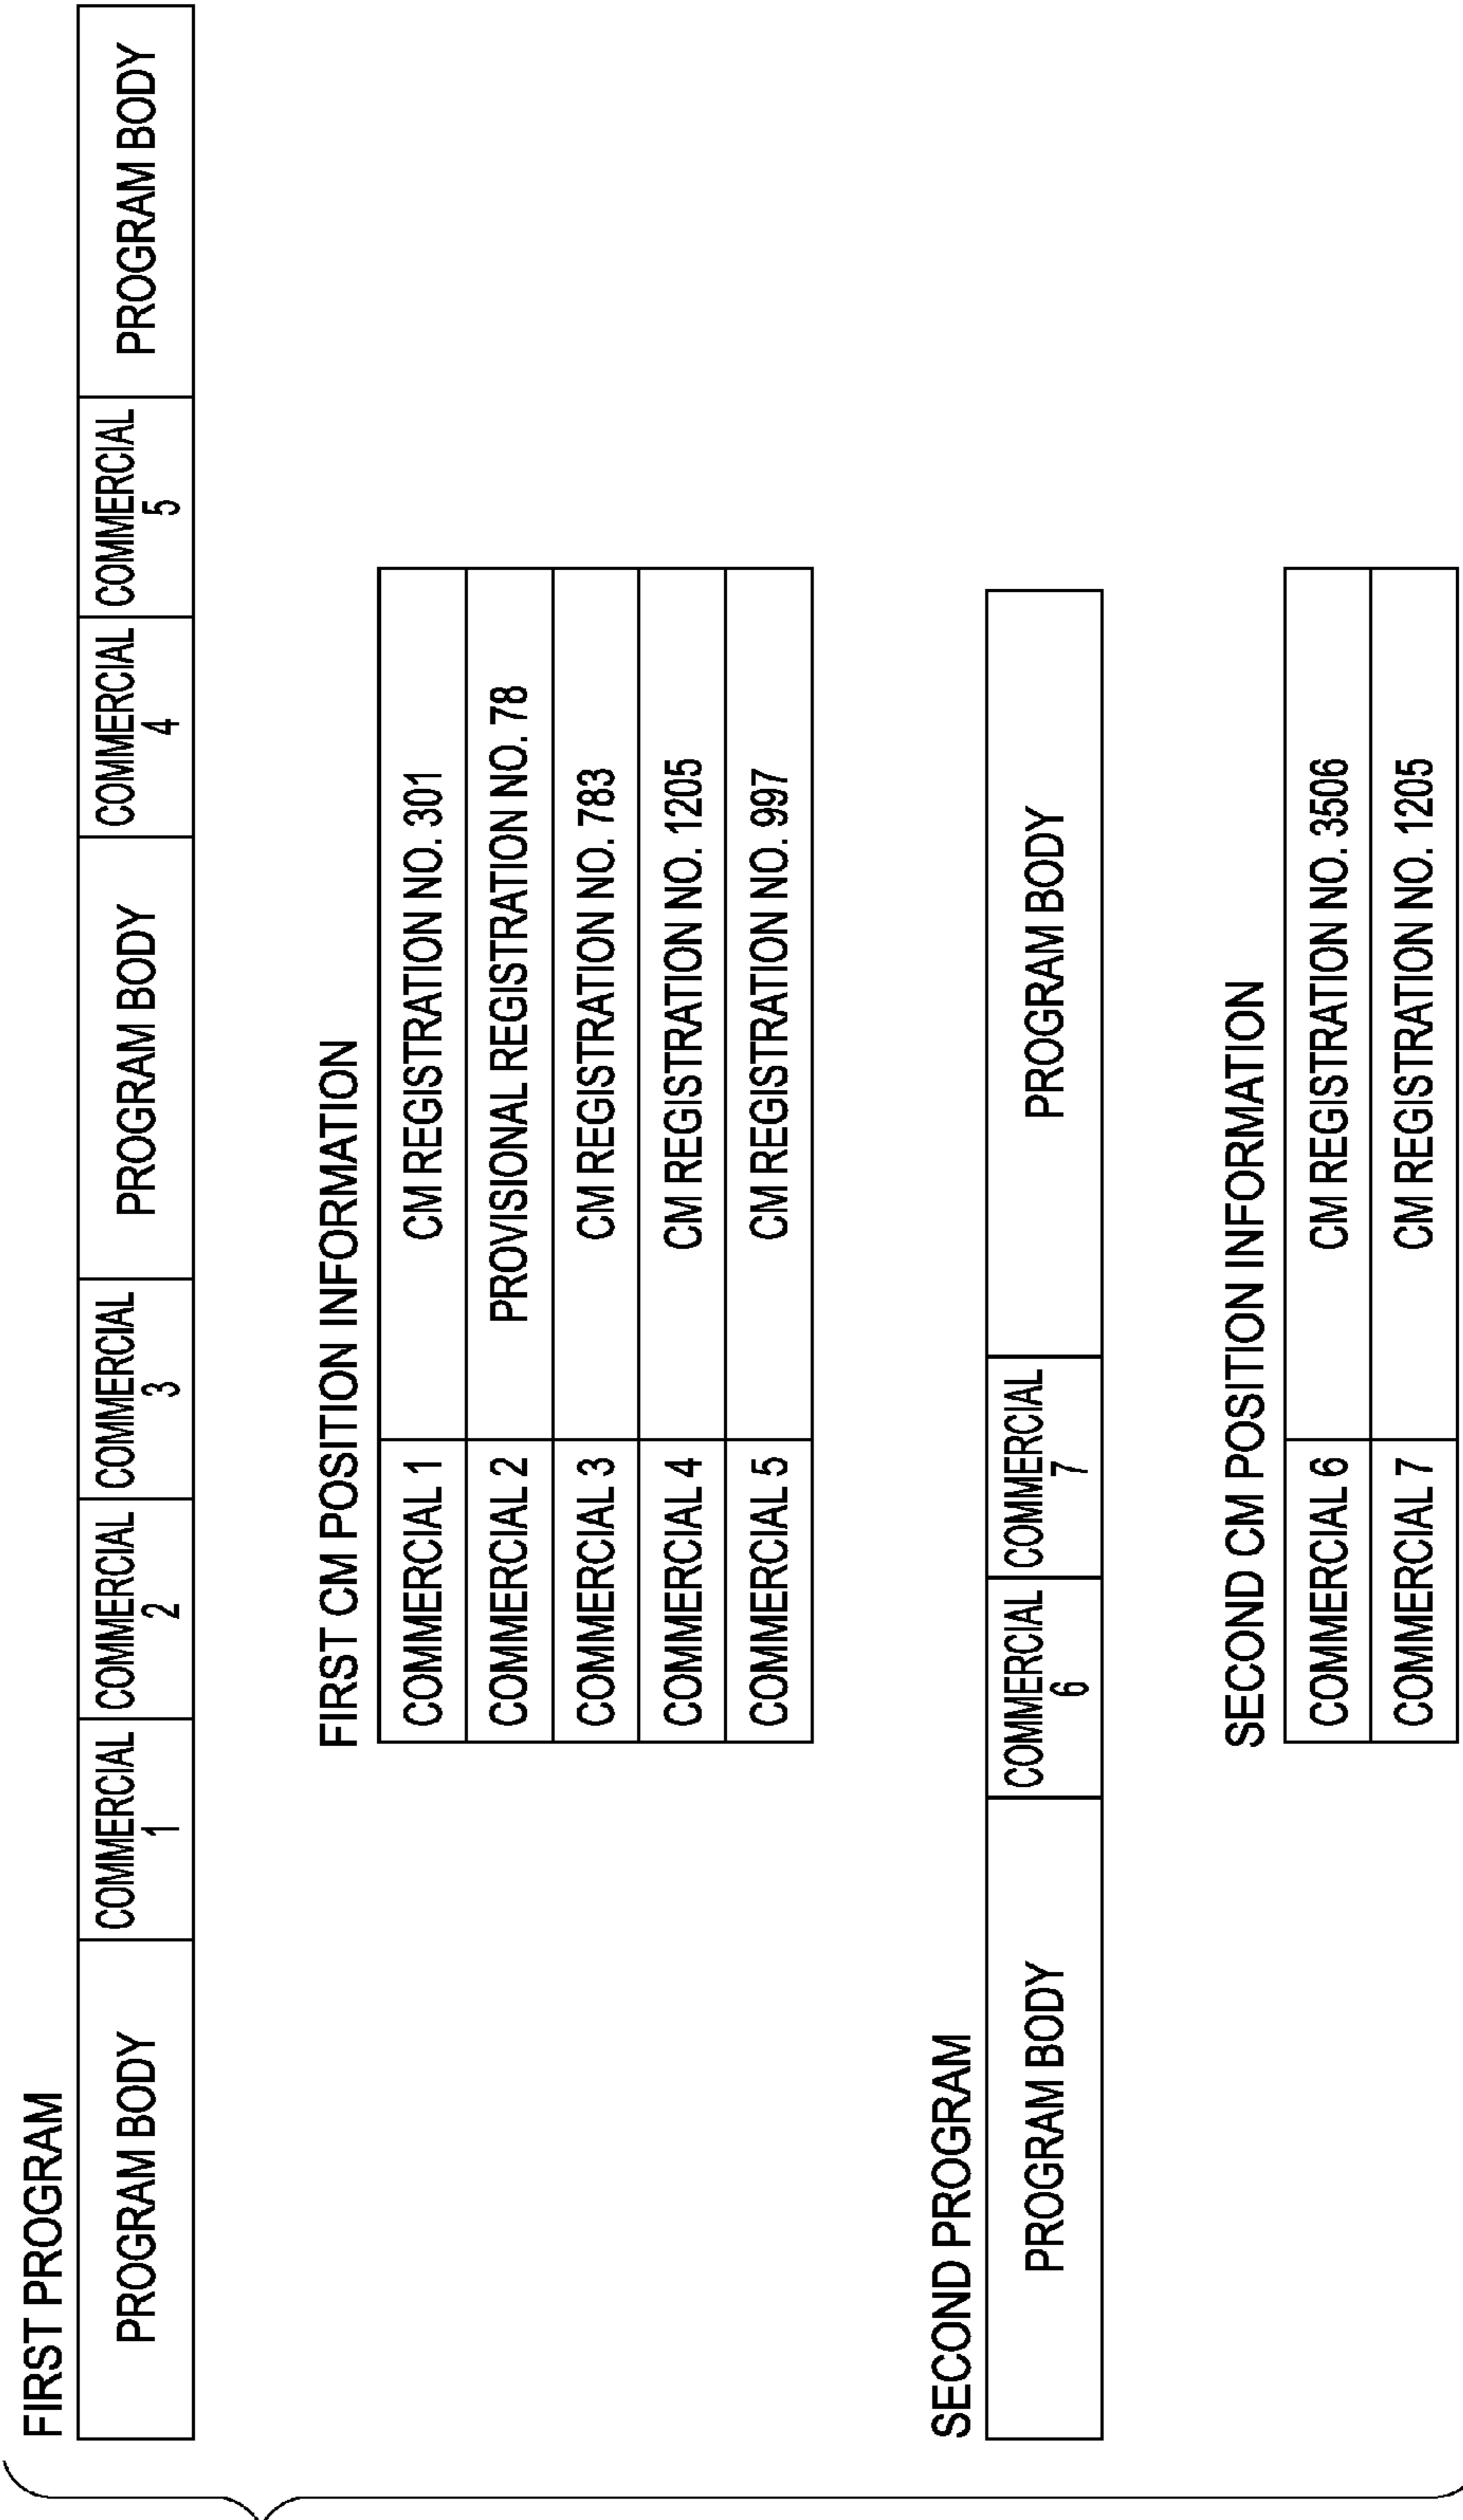 FIRST PROGRAM
PROGRAM BODY
COMMERCIAL
1
COMMERCIAL
2
COMMERCIAL
3
PROGRAM BODY
COMMERCIAL
4
COMMERCIAL
5
PROGRAM BODY
FIRST CM POSITION INFORMATION
COMMERCIAL 1 CM REGISTRATION NO. 301
COMMERCIAL 2 PROVISIONAL REGISTRATION NO. 78
COMMERCIAL 3 CM REGISTRATION NO. 783
COMMERCIAL 4 CM REGISTRATION NO. 1205
COMMERCIAL 5 CM REGISTRATION NO. 997
SECOND PROGRAM
PROGRAM BODY
COMMERCIAL
6
COMMERCIAL
7
PROGRAM BODY
SECOND CM POSITION INFORMATION
COMMERCIAL 6 CM REGISTRATION NO. 3506
COMMERCIAL 7 CM REGISTRATION NO. 1205